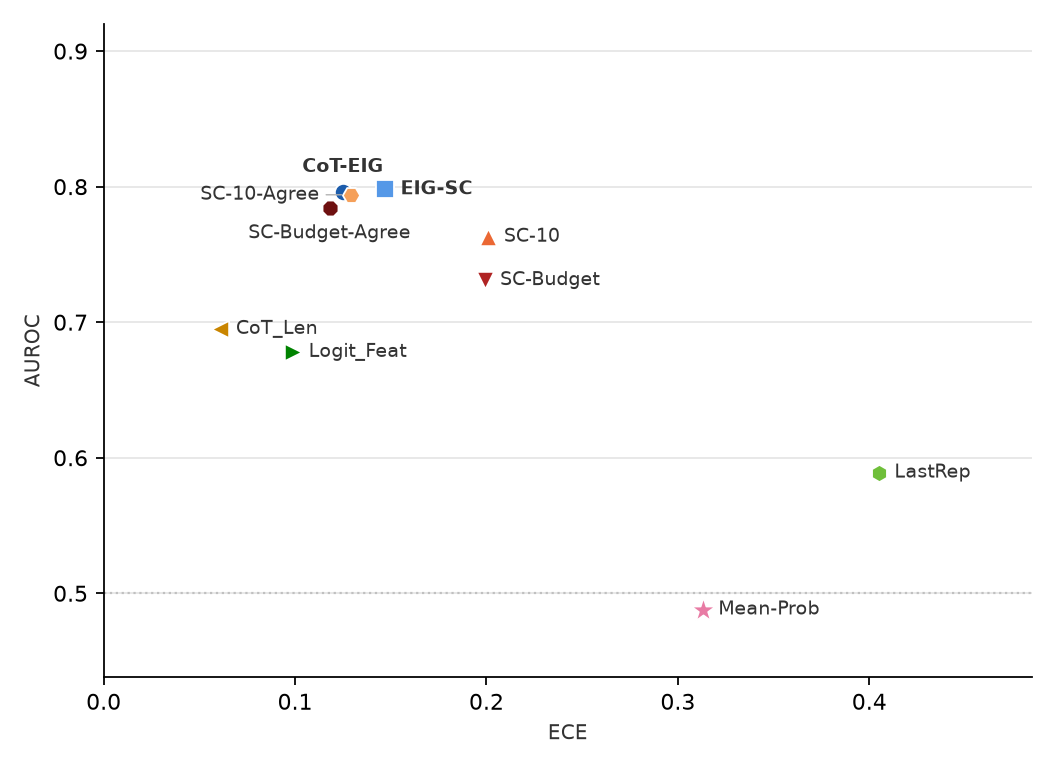 0.9
CoT-EIG
0.8
SC-10-Agree
EIG-SC
SC-Budget-Agree
SC-10
SC-Budget
0.7
CoT_Len
Logit_Feat
AUROC
0.6
LastRep
0.5
Mean-Prob
0.0 0.1 0.2 0.3 0.4
ECE